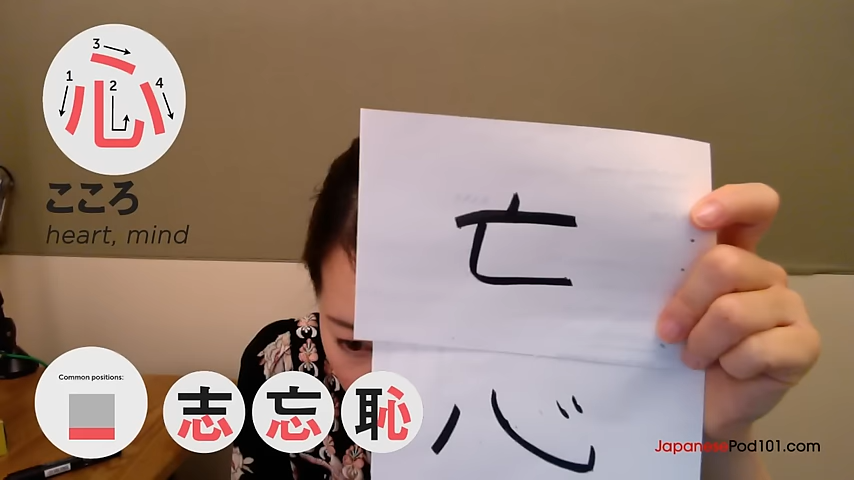 3
1
2
4
心
こころ
heart, mind
亡
心
Common positions:
志 忘 恥
JapanesePod101.com